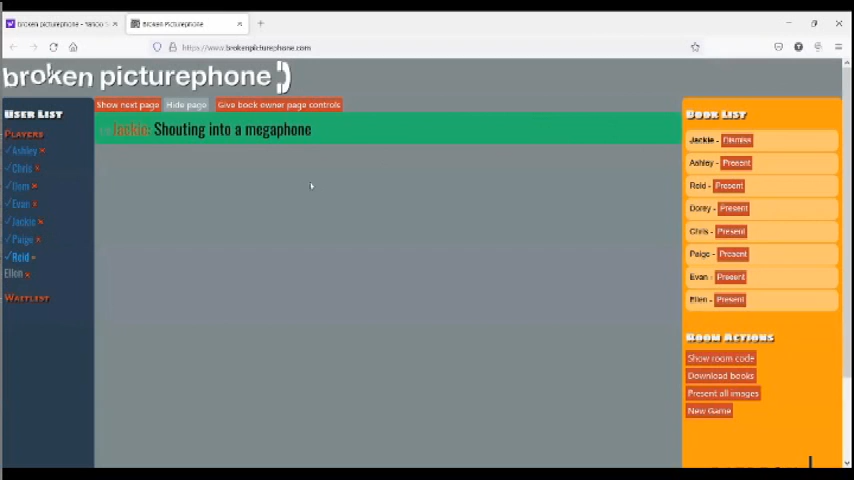 broken picturephone - Yahoo S
Broken Picturephone
https://www.brokenpicturephone.com
broken picturephone
User List
Players
✓Ashley ×
✓Chris ×
✓Dom ×
✓Evan ×
✓Jackie ×
✓Paige ×
✓Reid
Ellen ×
Waitlist
Show next page Hide page Give book owner page controls
Jackie: Shouting into a megaphone
Book List
Jackie - Dismiss
Ashley - Present
Reid - Present
Dorey - Present
Chris - Present
Paige - Present
Evan - Present
Ellen - Present
Room Actions
Show room code
Download books
Present all images
New Game